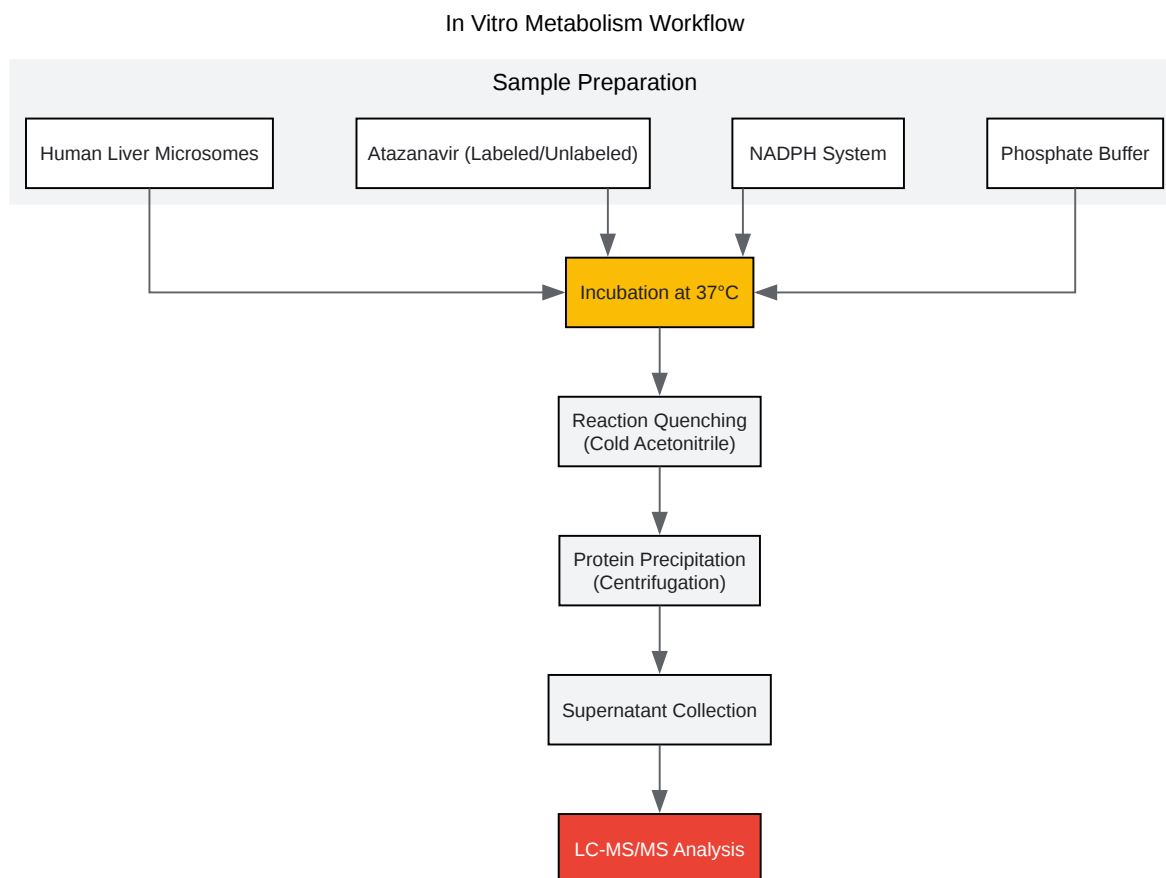 In Vitro Metabolism Workflow
Sample Preparation
Human Liver Microsomes
Atazanavir (Labeled/Unlabeled)
NADPH System
Phosphate Buffer
Incubation at 37°C
Reaction Quenching
(Cold Acetonitrile)
Protein Precipitation
(Centrifugation)
Supernatant Collection
LC-MS/MS Analysis